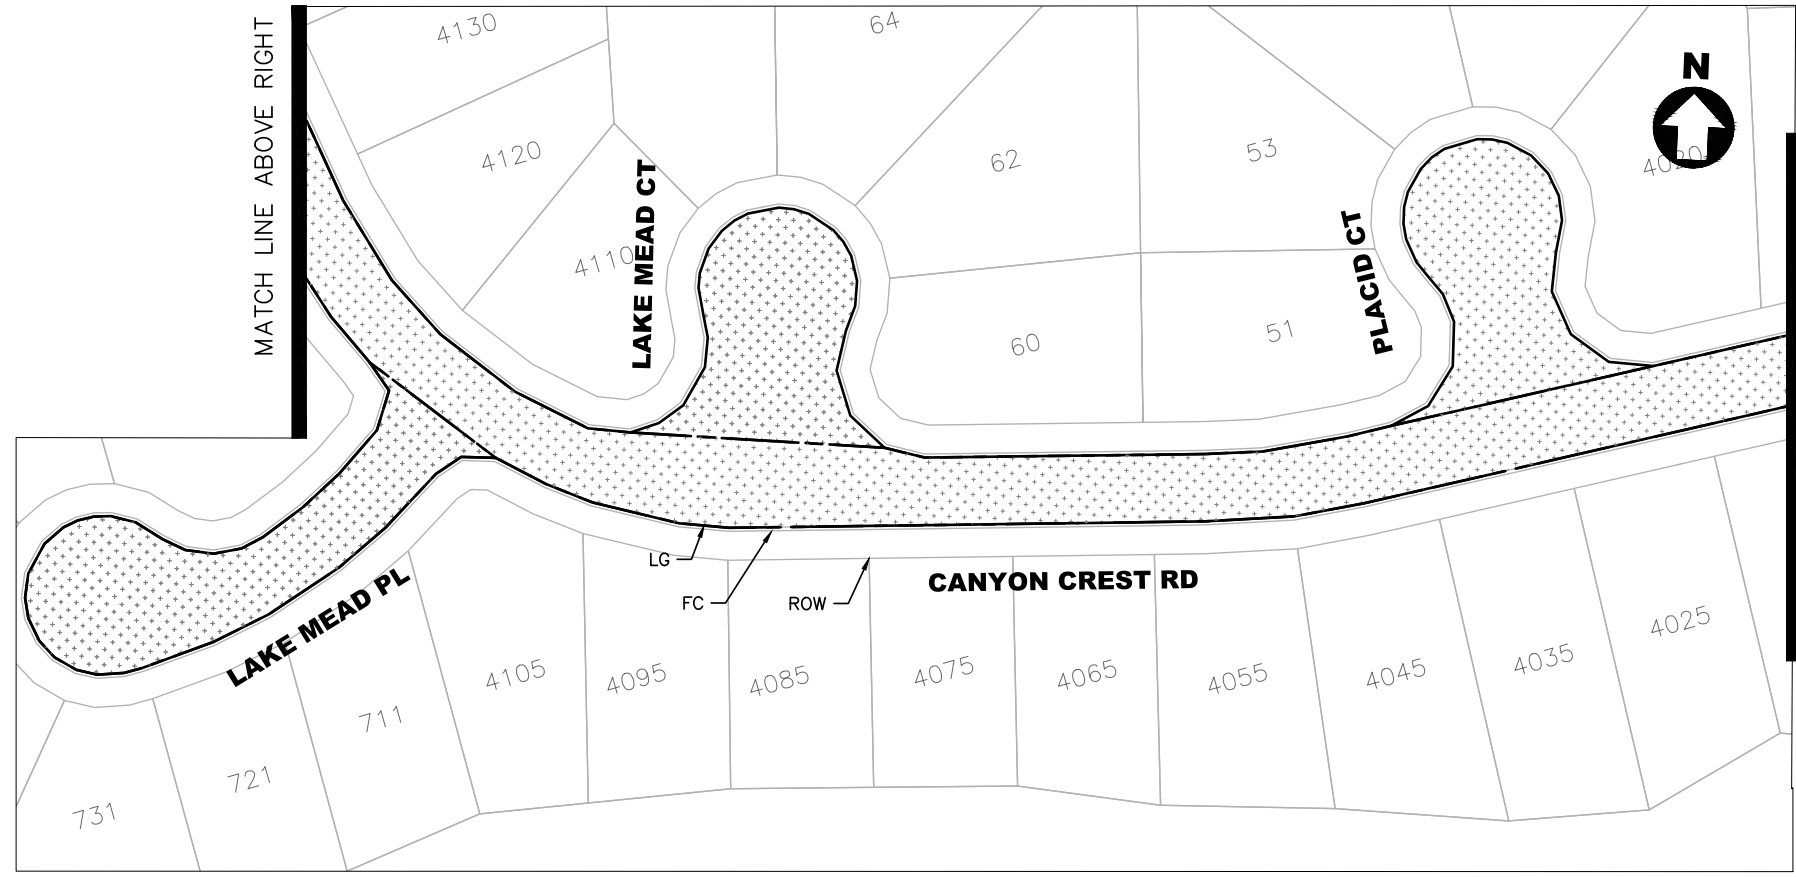 4130
64
N
MATCH LINE ABOVE RIGHT
4120
LAKE MEAD CT
62
53
4020
4110
PLACID CT
60
51
LG
FC
ROW
CANYON CREST RD
LAKE MEAD PL
4105
4095
4085
4075
4065
4055
4045
4035
4025
711
721
731